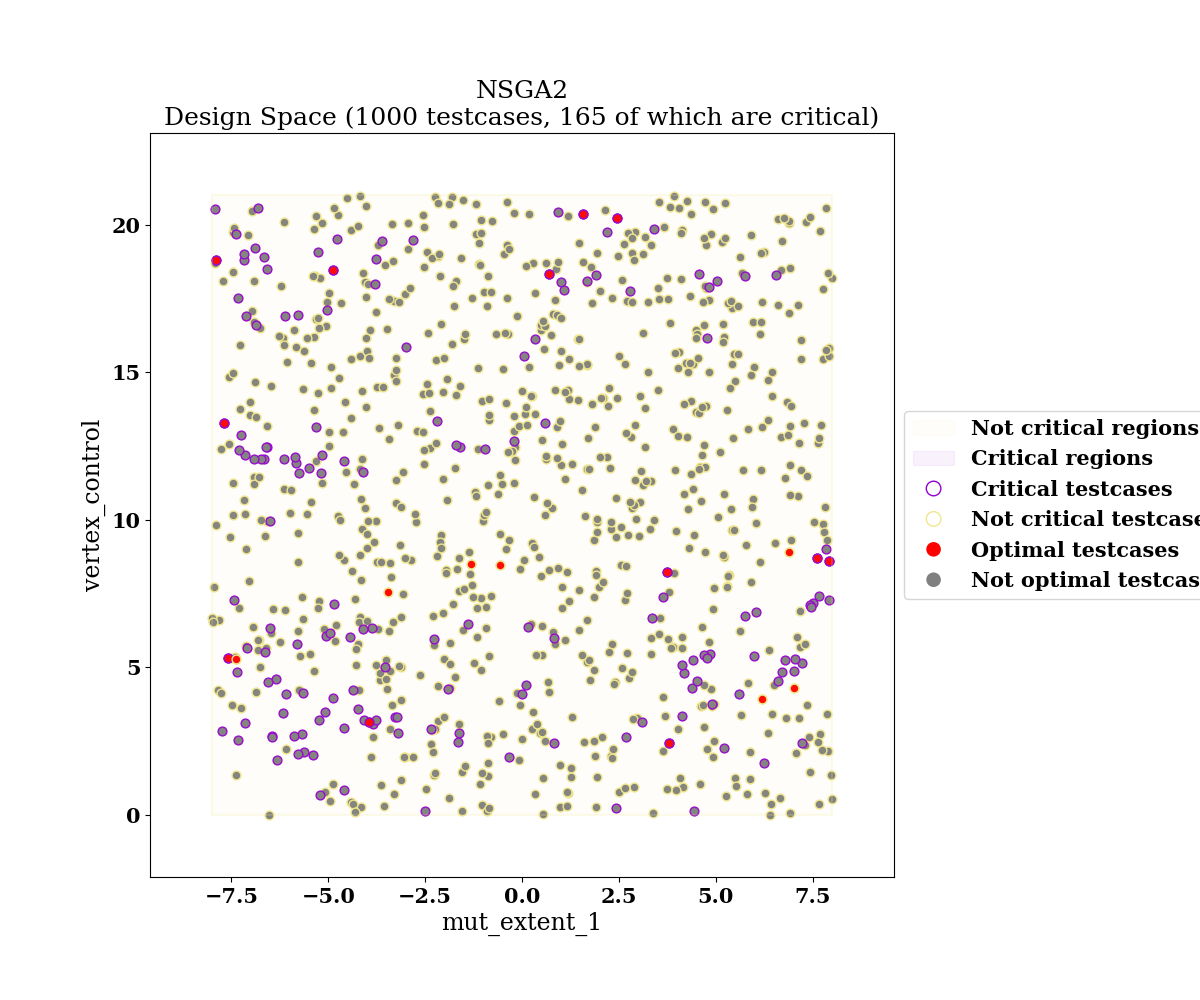 NSGA2
Design Space (1000 testcases, 165 of which are critical)
20
15
10
5
0
vertex_control
−7.5 −5.0 −2.5 0.0 2.5 5.0 7.5
mut_extent_1
Not critical regions
Critical regions
Critical testcases
Not critical testcase
Optimal testcases
Not optimal testcas